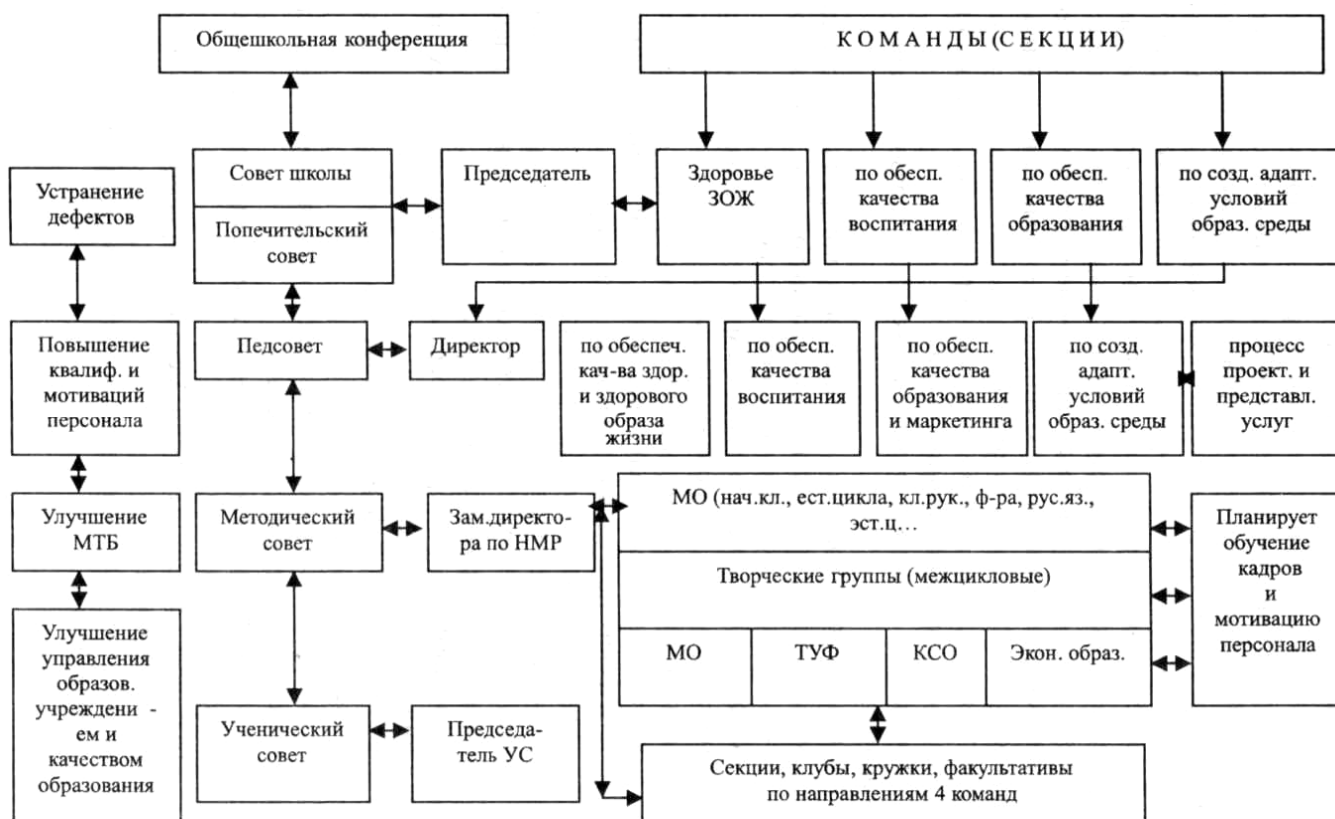 Общешкольная конференция
К О М А Н Д Ы (С Е К Ц И И)
Устранение
дефектов
Совет школы
Попечительский
совет
Председатель
Здоровье
ЗОЖ
по обесп.
качества
воспитания
по обесп.
качества
образования
по созд. адапт.
условий
образ. среды
Повышение
квалиф. и
мотиваций
персонала
Педсовет
Директор
по обеспеч.
кач-ва здор.
и здорового
образа
жизни
по обесп.
качества
воспитания
по обесп.
качества
образования
и маркетинга
по созд.
адапт.
условий
образ. среды
процесс
проект. и
представл.
услуг
Улучшение
МТБ
Методический
совет
Зам.директо-
ра по НМР
МО (нач.кл., ест.цикла, кл.рук., ф-ра, рус.яз.,
эст.ц...
Творческие группы (межцикловые)
МО
ТУФ
КСО
Экон. образ.
Планирует
обучение
кадров
и
мотивацию
персонала
Улучшение
управления
образов.
учреждени -
ем и
качеством
образования
Ученический
совет
Председа-
тель УС
Секции, клубы, кружки, факультативы
по направлениям 4 команд